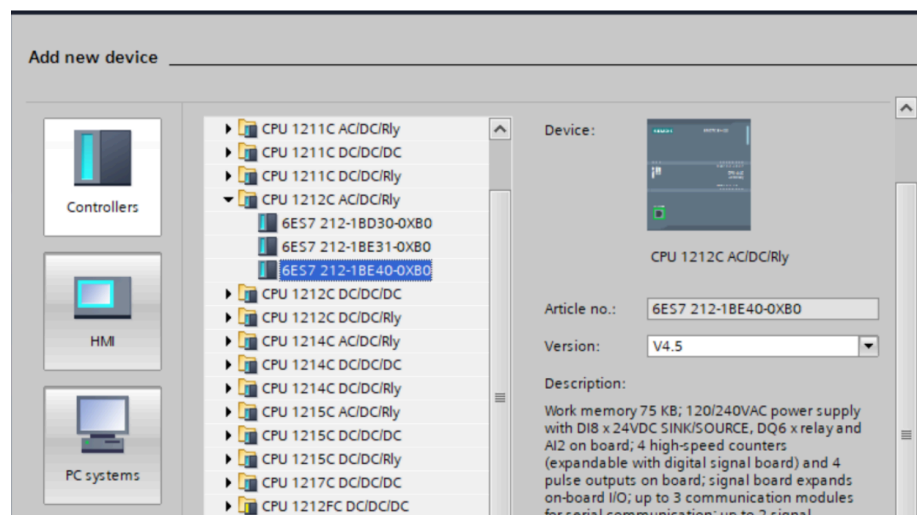 Add new device
Controllers
HMI
PC systems
CPU 1211C AC/DC/Rly
CPU 1211C DC/DC/DC
CPU 1211C DC/DC/Rly
CPU 1212C AC/DC/Rly
6ES7 212-1BD30-0XB0
6ES7 212-1BE31-0XB0
6ES7 212-1BE40-0XB0
CPU 1212C DC/DC/DC
CPU 1212C DC/DC/Rly
CPU 1214C AC/DC/Rly
CPU 1214C DC/DC/DC
CPU 1214C DC/DC/Rly
CPU 1215C AC/DC/Rly
CPU 1215C DC/DC/DC
CPU 1215C DC/DC/Rly
CPU 1217C DC/DC/DC
CPU 1212FC DC/DC/DC
Device:
CPU 1212C AC/DC/Rly
Article no.: 6ES7 212-1BE40-0XB0
Version: V4.5
Description:
Work memory 75 KB; 120/240VAC power supply
with DI8 x 24VDC SINK/SOURCE, DQ6 x relay and
AI2 on board; 4 high-speed counters
(expandable with digital signal board) and 4
pulse outputs on board; signal board expands
on-board I/O; up to 3 communication modules
for serial communication; up to 2 signal